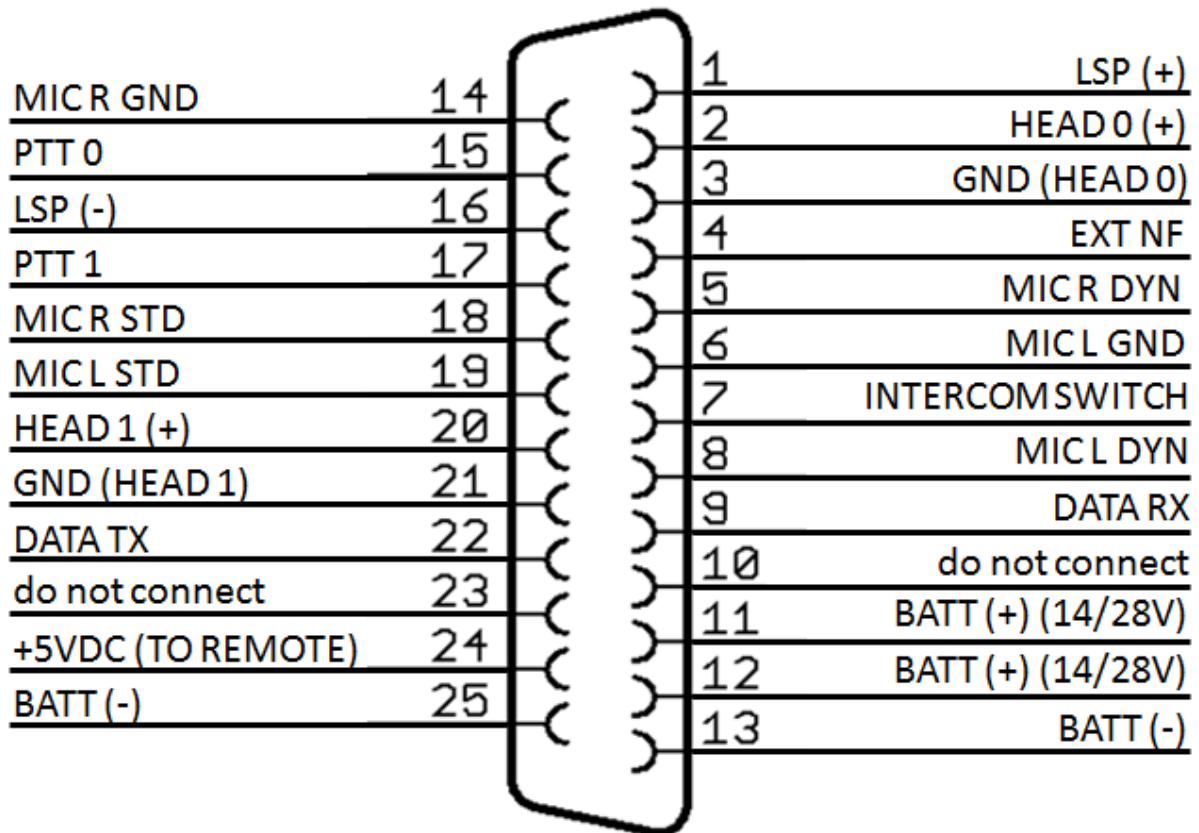 MIC R GND 14
PTT 0 15
LSP (-) 16
PTT 1 17
MIC R STD 18
MIC L STD 19
HEAD 1 (+) 20
GND (HEAD 1) 21
DATA TX 22
do not connect 23
+5VDC (TO REMOTE) 24
BATT (-) 25
1 LSP (+)
2 HEAD 0 (+)
3 GND (HEAD 0)
4 EXT NF
5 MIC R DYN
6 MIC L GND
7 INTERCOM SWITCH
8 MIC L DYN
9 DATA RX
10 do not connect
11 BATT (+) (14/28V)
12 BATT (+) (14/28V)
13 BATT (-)